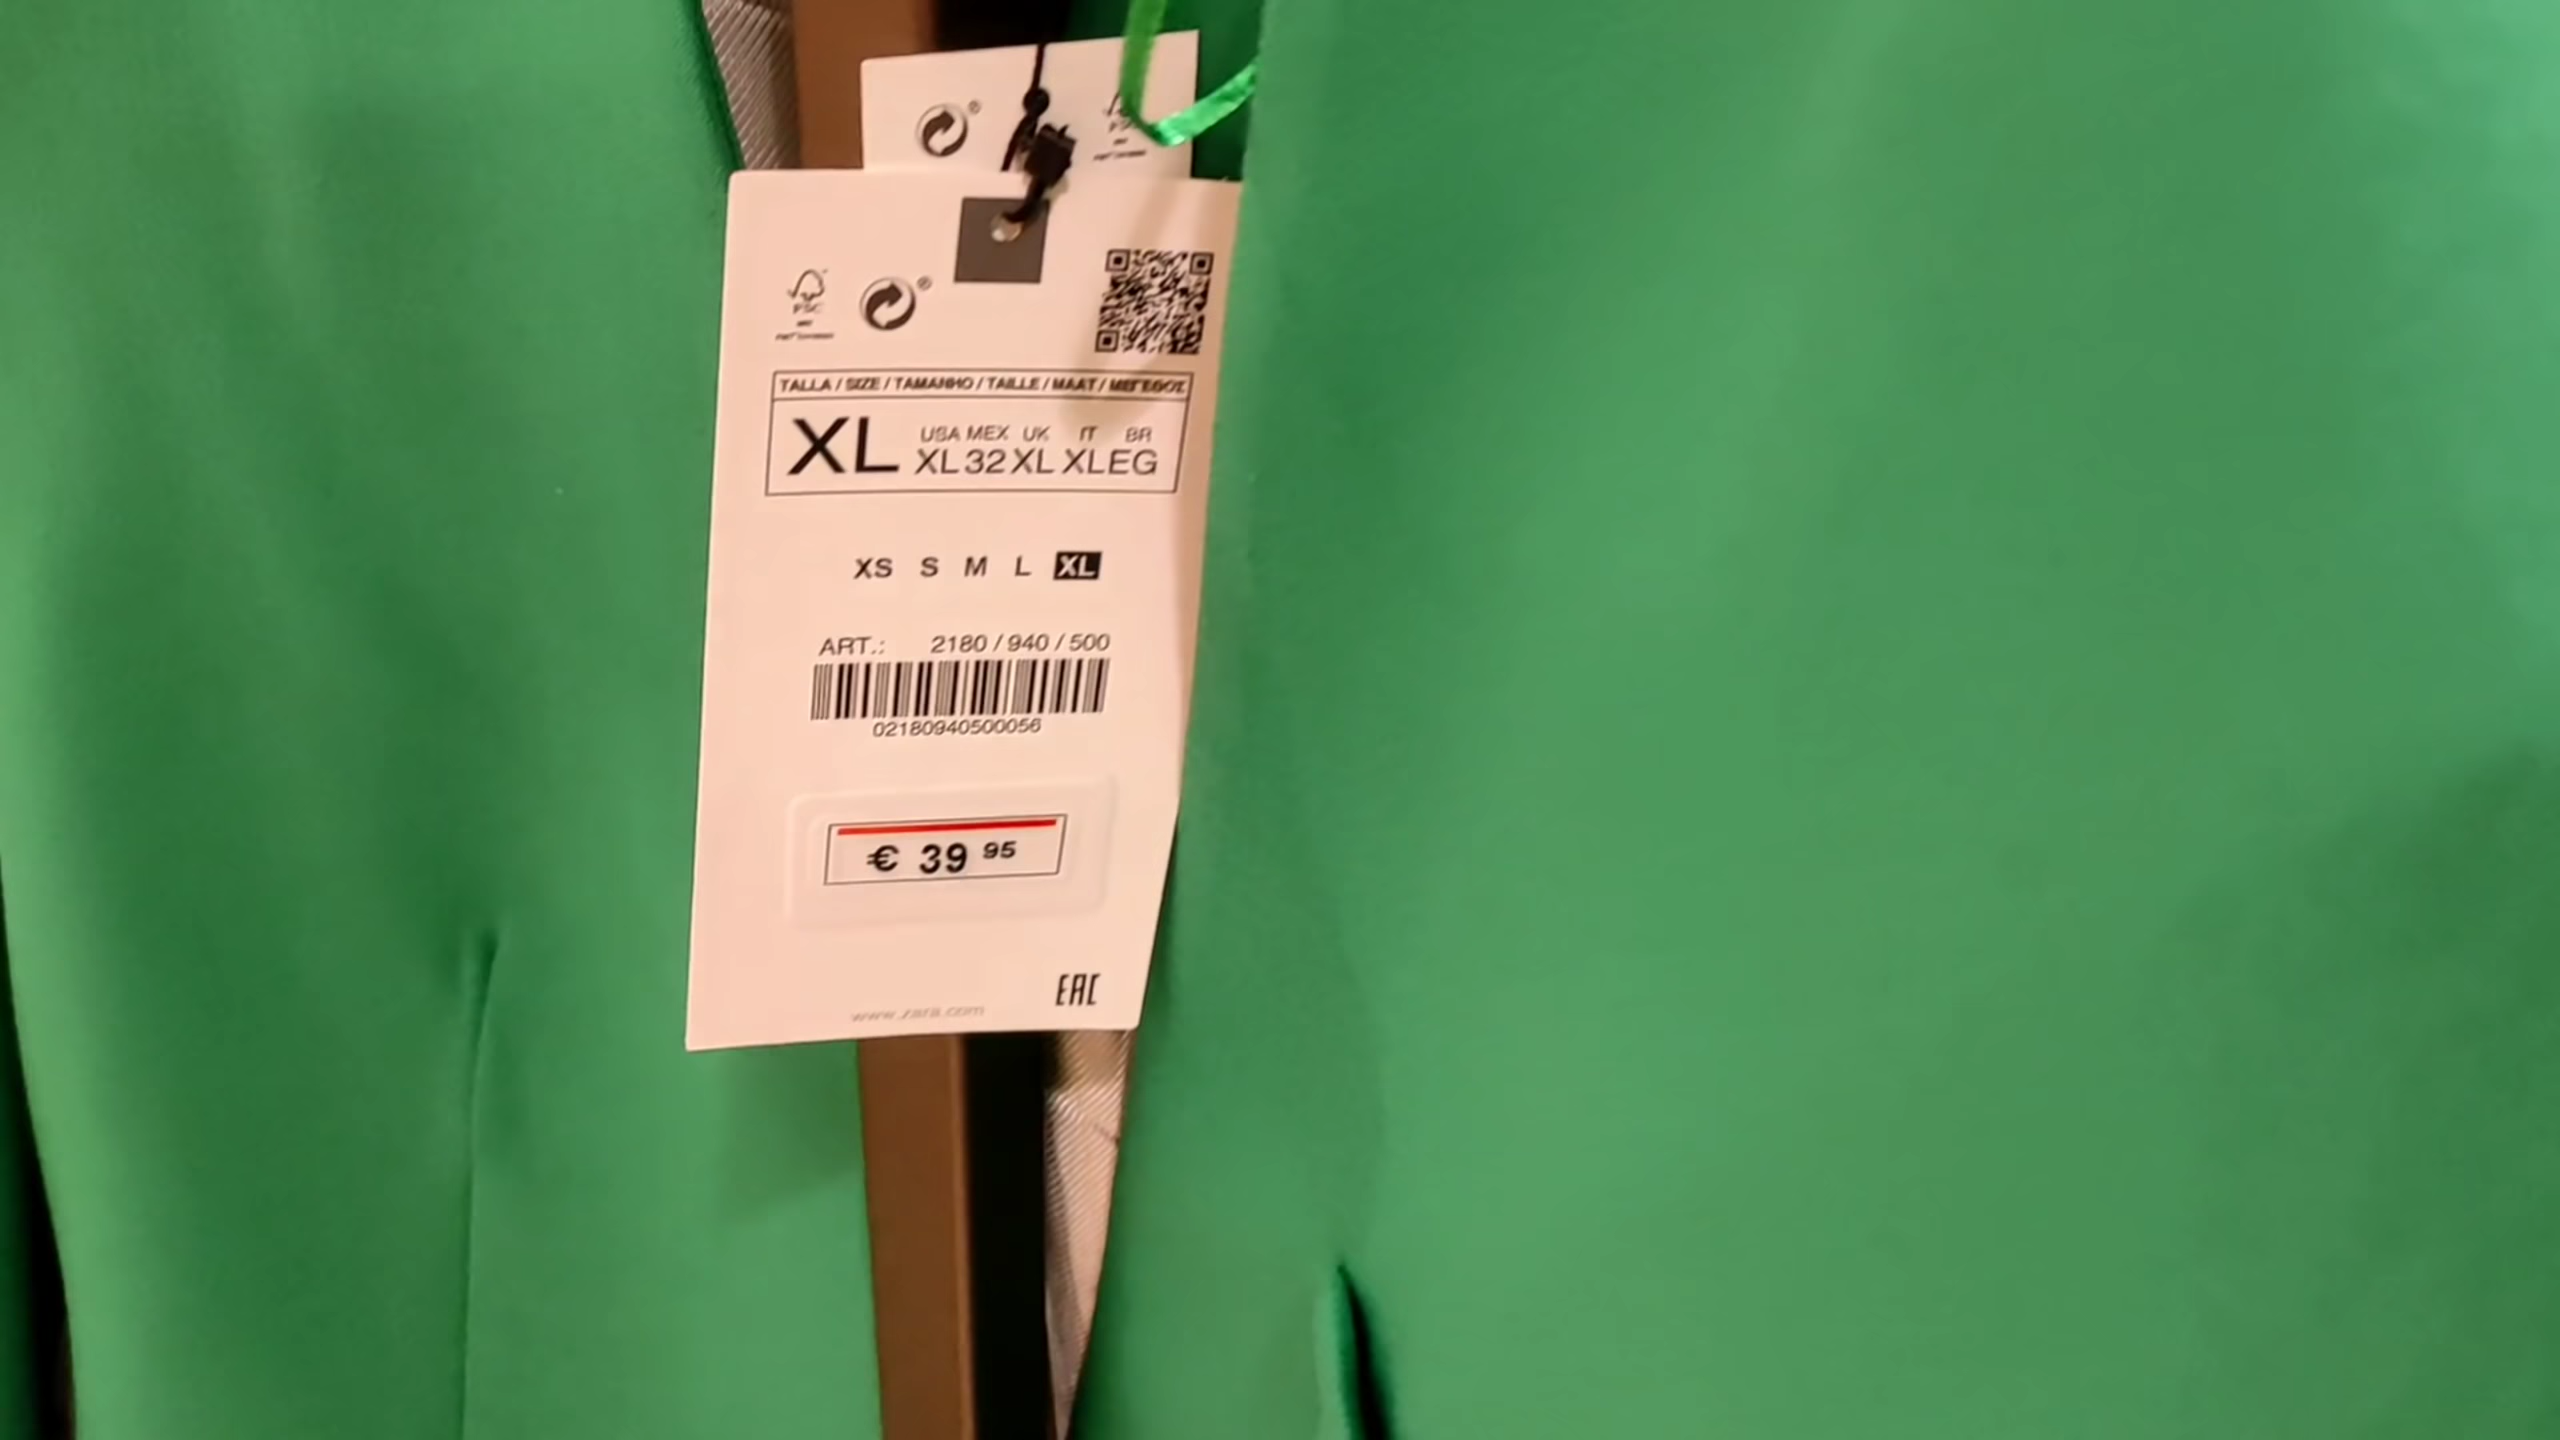 FSC
TALLA / SIZE / TAMANHO / TAILLE / MAAT / ΜΕΓΕΘΟΣ
XL
USA MEX UK IT BR
XL 32 XL XL EG
XS S M L XL
ART.: 2180 / 940 / 500
02180940500056
€ 39 95
EAC
www.zara.com